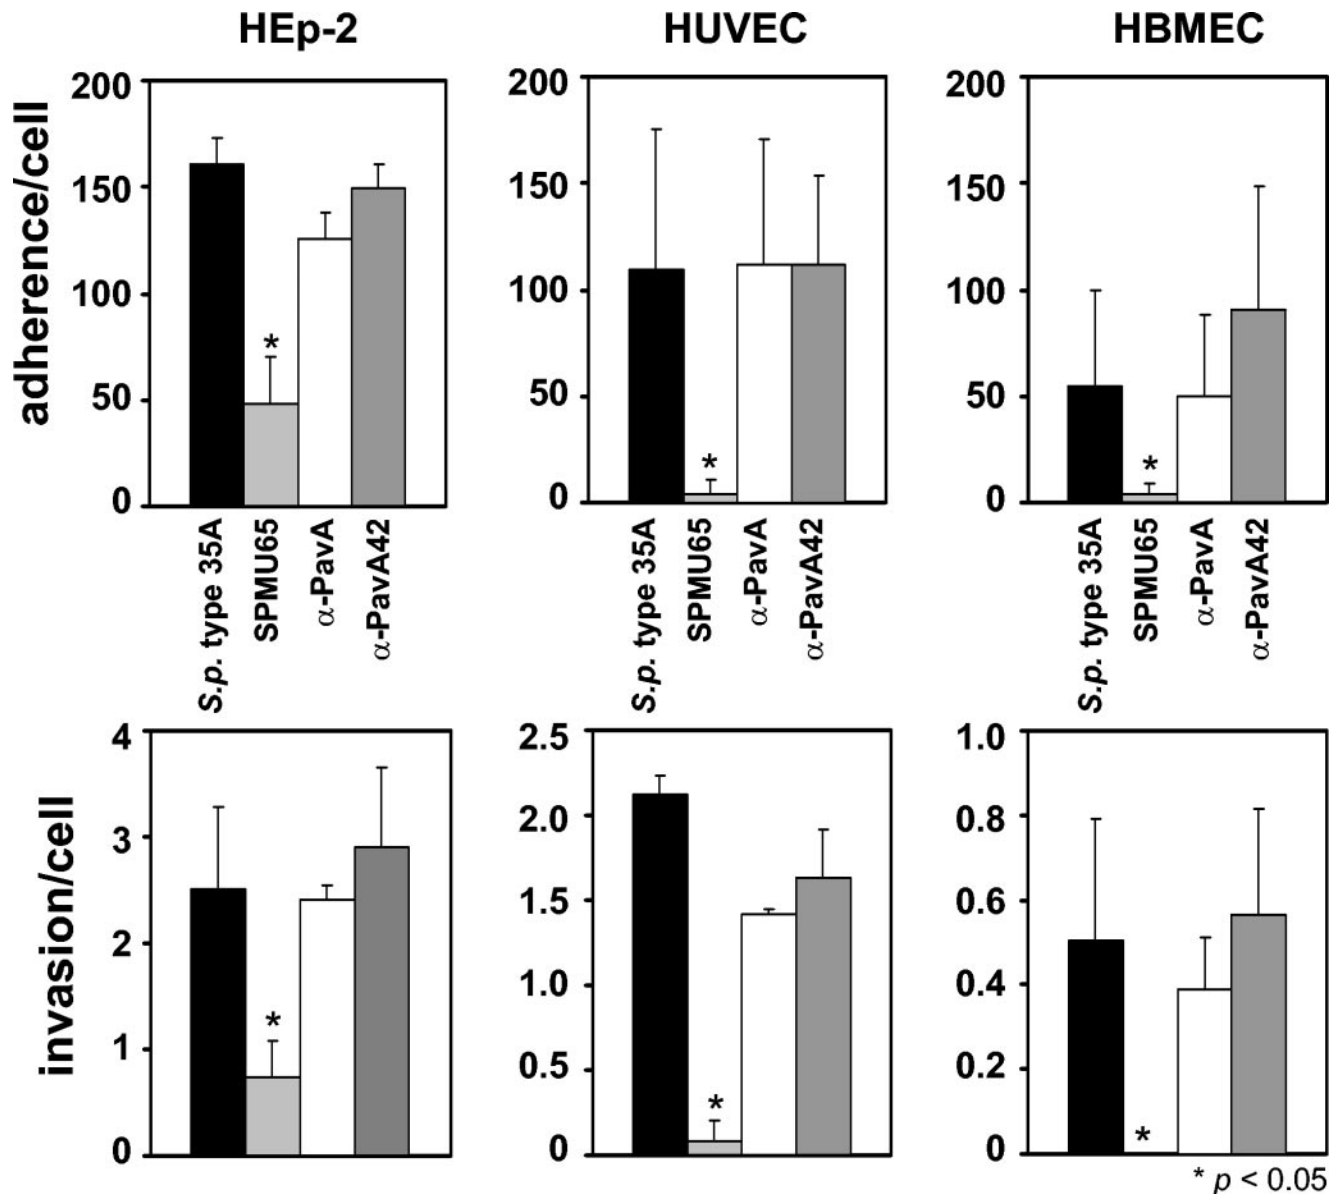 HEp-2 HUVEC HBMEC
adherence/cell
200 200 200
150 150 150
100 100 100
50 50 50
0 0 0
* * *
S.p. type 35A SPMU65 α-PavA α-PavA42
S.p. type 35A SPMU65 α-PavA α-PavA42
S.p. type 35A SPMU65 α-PavA α-PavA42
invasion/cell
4
3
2
1
0
*
2.5
2.0
1.5
1.0
0.5
0
*
1.0
0.8
0.6
0.4
0.2
0
*
* p < 0.05